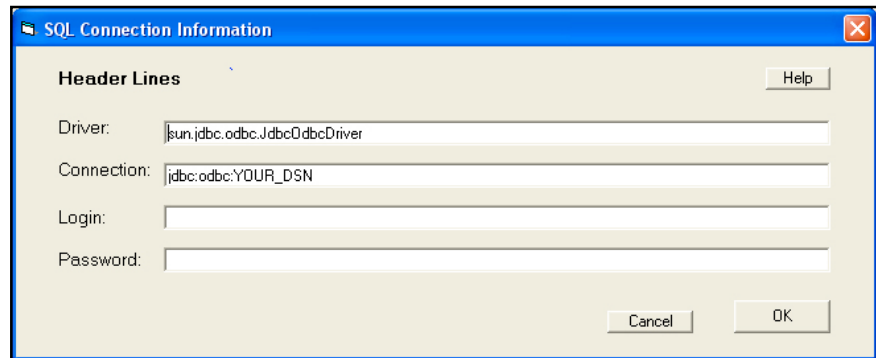 SQL Connection Information
Header Lines
Help
Driver: sun.jdbc.odbc.JdbcOdbcDriver
Connection: jdbc:odbc:YOUR_DSN
Login:
Password:
Cancel OK